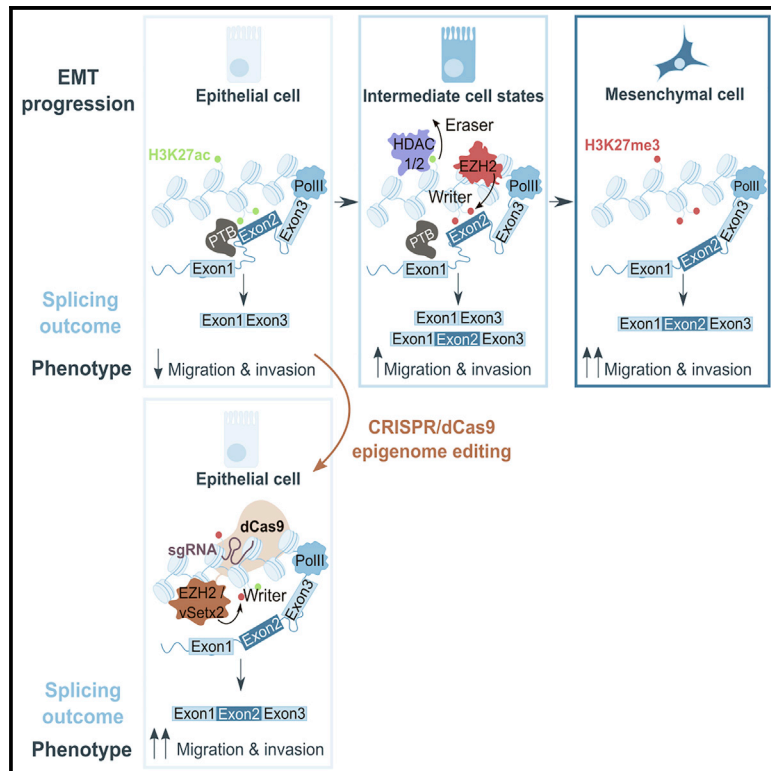 EMT
progression
Epithelial cell
H3K27ac
PolII
PTB
Exon2
Exon3
Exon1
Exon1 Exon3
Migration & invasion
Intermediate cell states
HDAC
1/2
Eraser
EZH2
Writer
PolII
PTB
Exon2
Exon3
Exon1
Exon1 Exon3
Exon1 Exon2 Exon3
Migration & invasion
Mesenchymal cell
H3K27me3
PolII
Exon3
Exon2
Exon1
Exon1 Exon2 Exon3
Migration & invasion
Splicing
outcome
Phenotype
CRISPR/dCas9
epigenome editing
Epithelial cell
dCas9
sgRNA
PolII
EZH2 /
vSetx2
Writer
Exon3
Exon2
Exon1
Exon1 Exon2 Exon3
Splicing
outcome
Phenotype
Migration & invasion